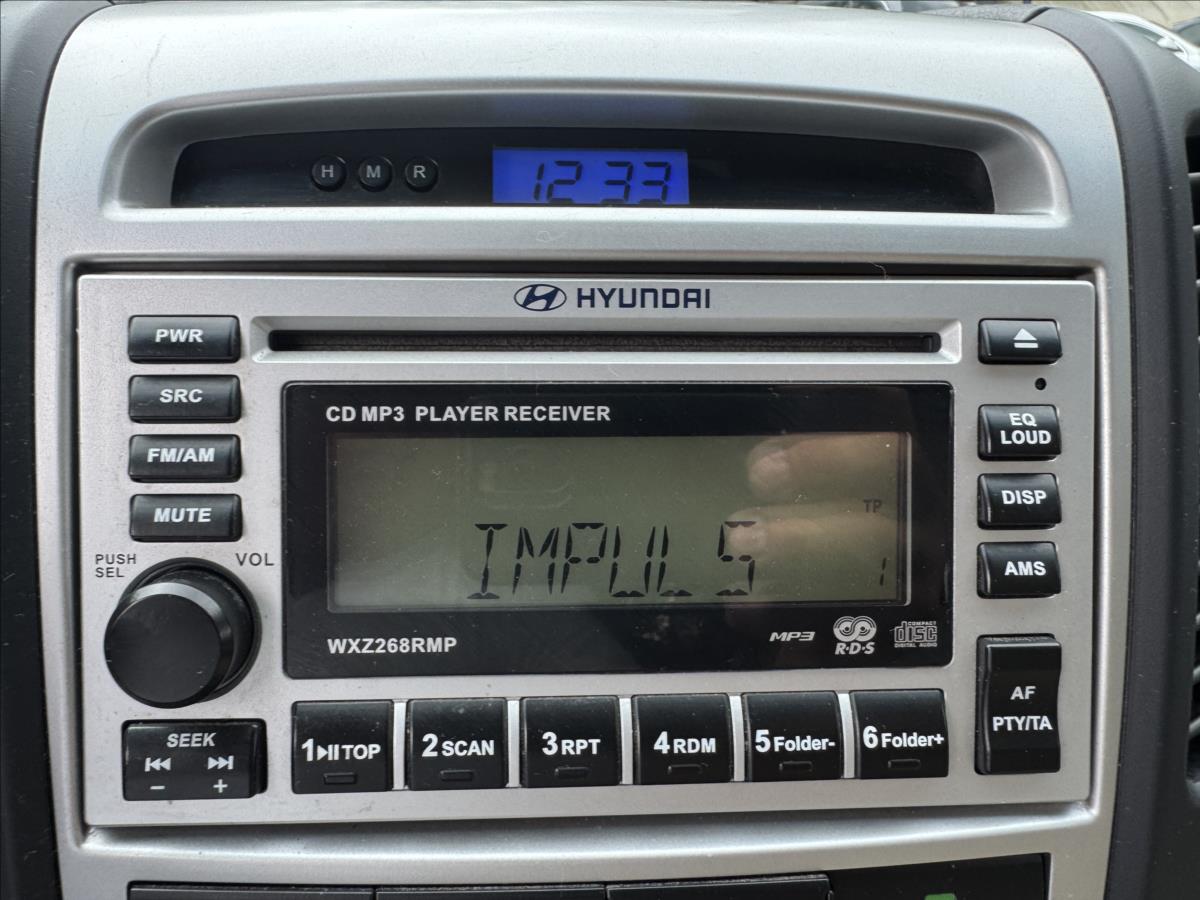 H M R
12 33
HYUNDAI
PWR
SRC
FM/AM
MUTE
PUSH
SEL
VOL
CD MP3 PLAYER RECEIVER
TP
IMPULS
1
WXZ268RMP
MP3
R·D·S
COMPACT
disc
DIGITAL AUDIO
EQ
LOUD
DISP
AMS
AF
PTY/TA
SEEK
− +
1 TOP
2 SCAN
3 RPT
4 RDM
5 Folder-
6 Folder+